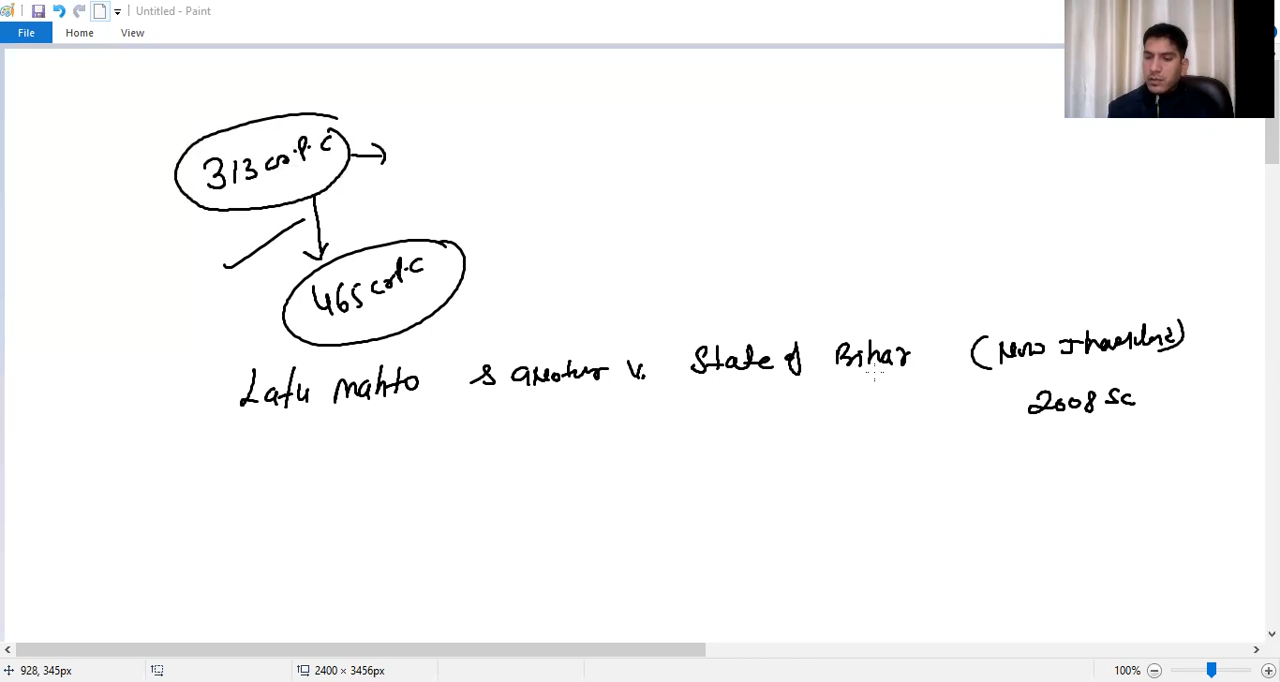 Untitled - Paint
File Home View
313 Cr.P.C
465 Cr.P.C
Latu Mahto & another v. State of Bihar (Now Jharkhand)
2008 SC
928, 345px 2400 × 3456px 100%